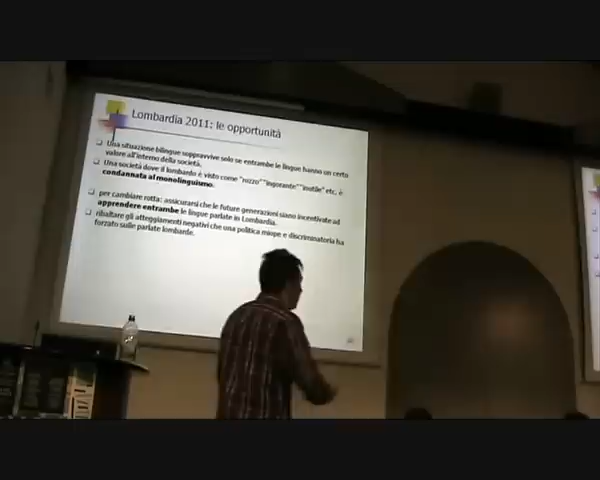 Lombardia 2011: le opportunità
Una situazione bilingue sopravvive solo se entrambe le lingue hanno un certo
valore all'interno della società.
Una società dove il lombardo è visto come "rozzo" "ingorante" "inutile" etc. è
condannata al monolinguismo.
per cambiare rotta: assicurarsi che le future generazioni siano incentivate ad
apprendere entrambe le lingue parlate in Lombardia.
ribaltare gli atteggiamenti negativi che una politica miope e discriminatoria ha
forzato sulle parlate lombarde.